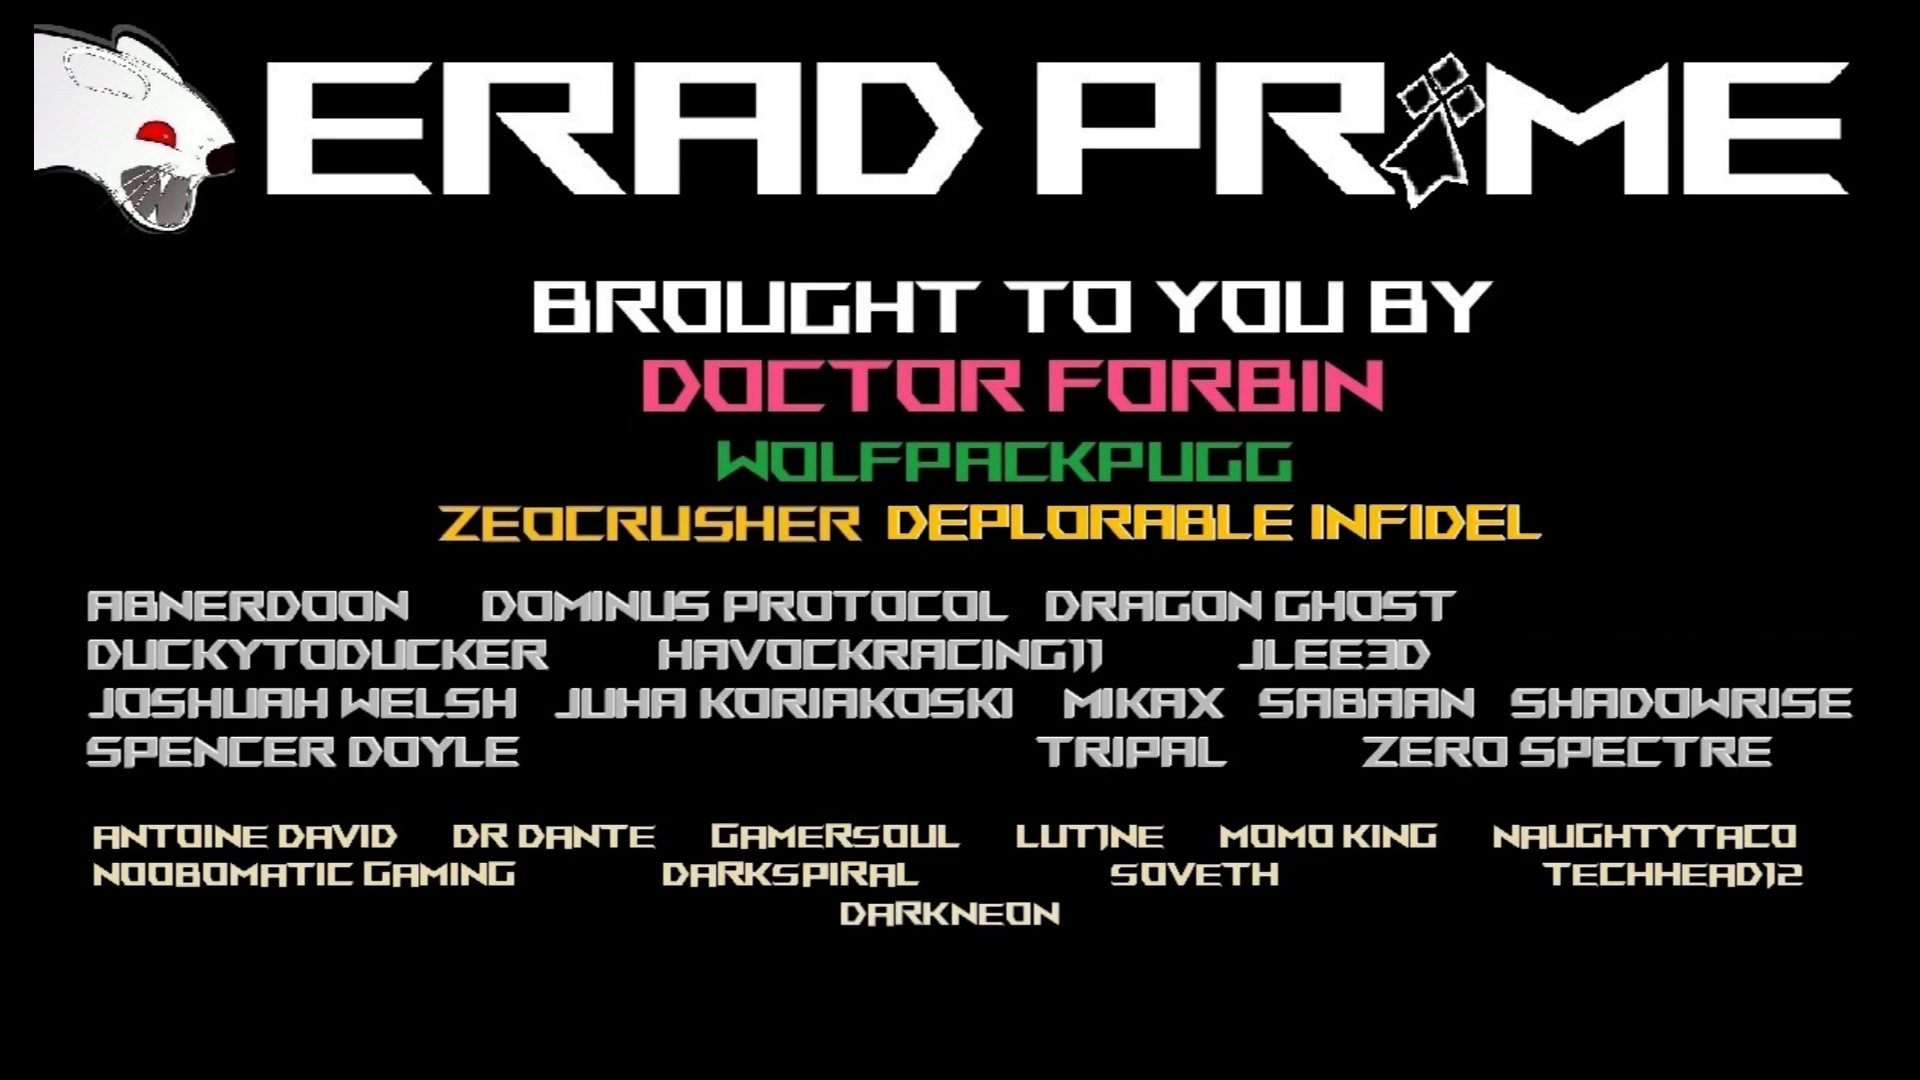 ERAD PRIME
BROUGHT TO YOU BY
DOCTOR FORBIN
WOLFPACKPUGG
ZEOCRUSHER DEPLORABLE INFIDEL
ABNERDOON DOMINUS PROTOCOL DRAGON GHOST
DUCKYTODUCKER HAVOCKRACING11 JLEE3D
JOSHUAH WELSH JUHA KORIAKOSKI MIKAX SABAAN SHADOWRISE
SPENCER DOYLE TRIPAL ZERO SPECTRE
ANTOINE DAVID DR DANTE GAMERSOUL LUT1NE MOMO KING NAUGHTYTACO
NOOBOMATIC GAMING DARKSPIRAL SOVETH TECHHEAD12
DARKNEON